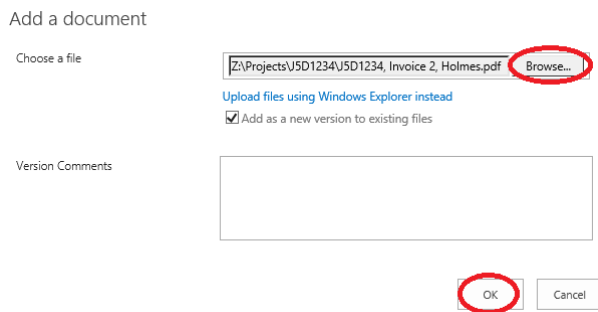 Add a document
Choose a file
Z:\Projects\J5D1234\J5D1234, Invoice 2, Holmes.pdf Browse...
Upload files using Windows Explorer instead
Add as a new version to existing files
Version Comments
OK Cancel